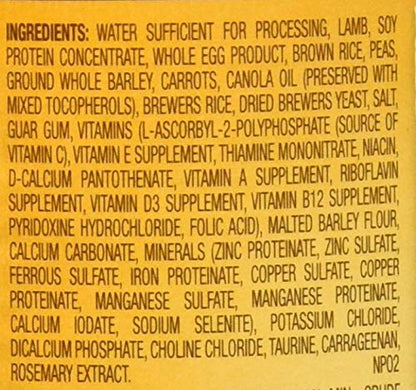 INGREDIENTS: WATER SUFFICIENT FOR PROCESSING, LAMB, SOY
PROTEIN CONCENTRATE, WHOLE EGG PRODUCT, BROWN RICE, PEAS,
GROUND WHOLE BARLEY, CARROTS, CANOLA OIL (PRESERVED WITH
MIXED TOCOPHEROLS), BREWERS RICE, DRIED BREWERS YEAST, SALT,
GUAR GUM, VITAMINS (L-ASCORBYL-2-POLYPHOSPHATE (SOURCE OF
VITAMIN C), VITAMIN E SUPPLEMENT, THIAMINE MONONITRATE, NIACIN,
D-CALCIUM PANTOTHENATE, VITAMIN A SUPPLEMENT, RIBOFLAVIN
SUPPLEMENT, VITAMIN D3 SUPPLEMENT, VITAMIN B12 SUPPLEMENT,
PYRIDOXINE HYDROCHLORIDE, FOLIC ACID), MALTED BARLEY FLOUR,
CALCIUM CARBONATE, MINERALS (ZINC PROTEINATE, ZINC SULFATE,
FERROUS SULFATE, IRON PROTEINATE, COPPER SULFATE, COPPER
PROTEINATE, MANGANESE SULFATE, MANGANESE PROTEINATE,
CALCIUM IODATE, SODIUM SELENITE), POTASSIUM CHLORIDE,
DICALCIUM PHOSPHATE, CHOLINE CHLORIDE, TAURINE, CARRAGEENAN,
ROSEMARY EXTRACT. NP02